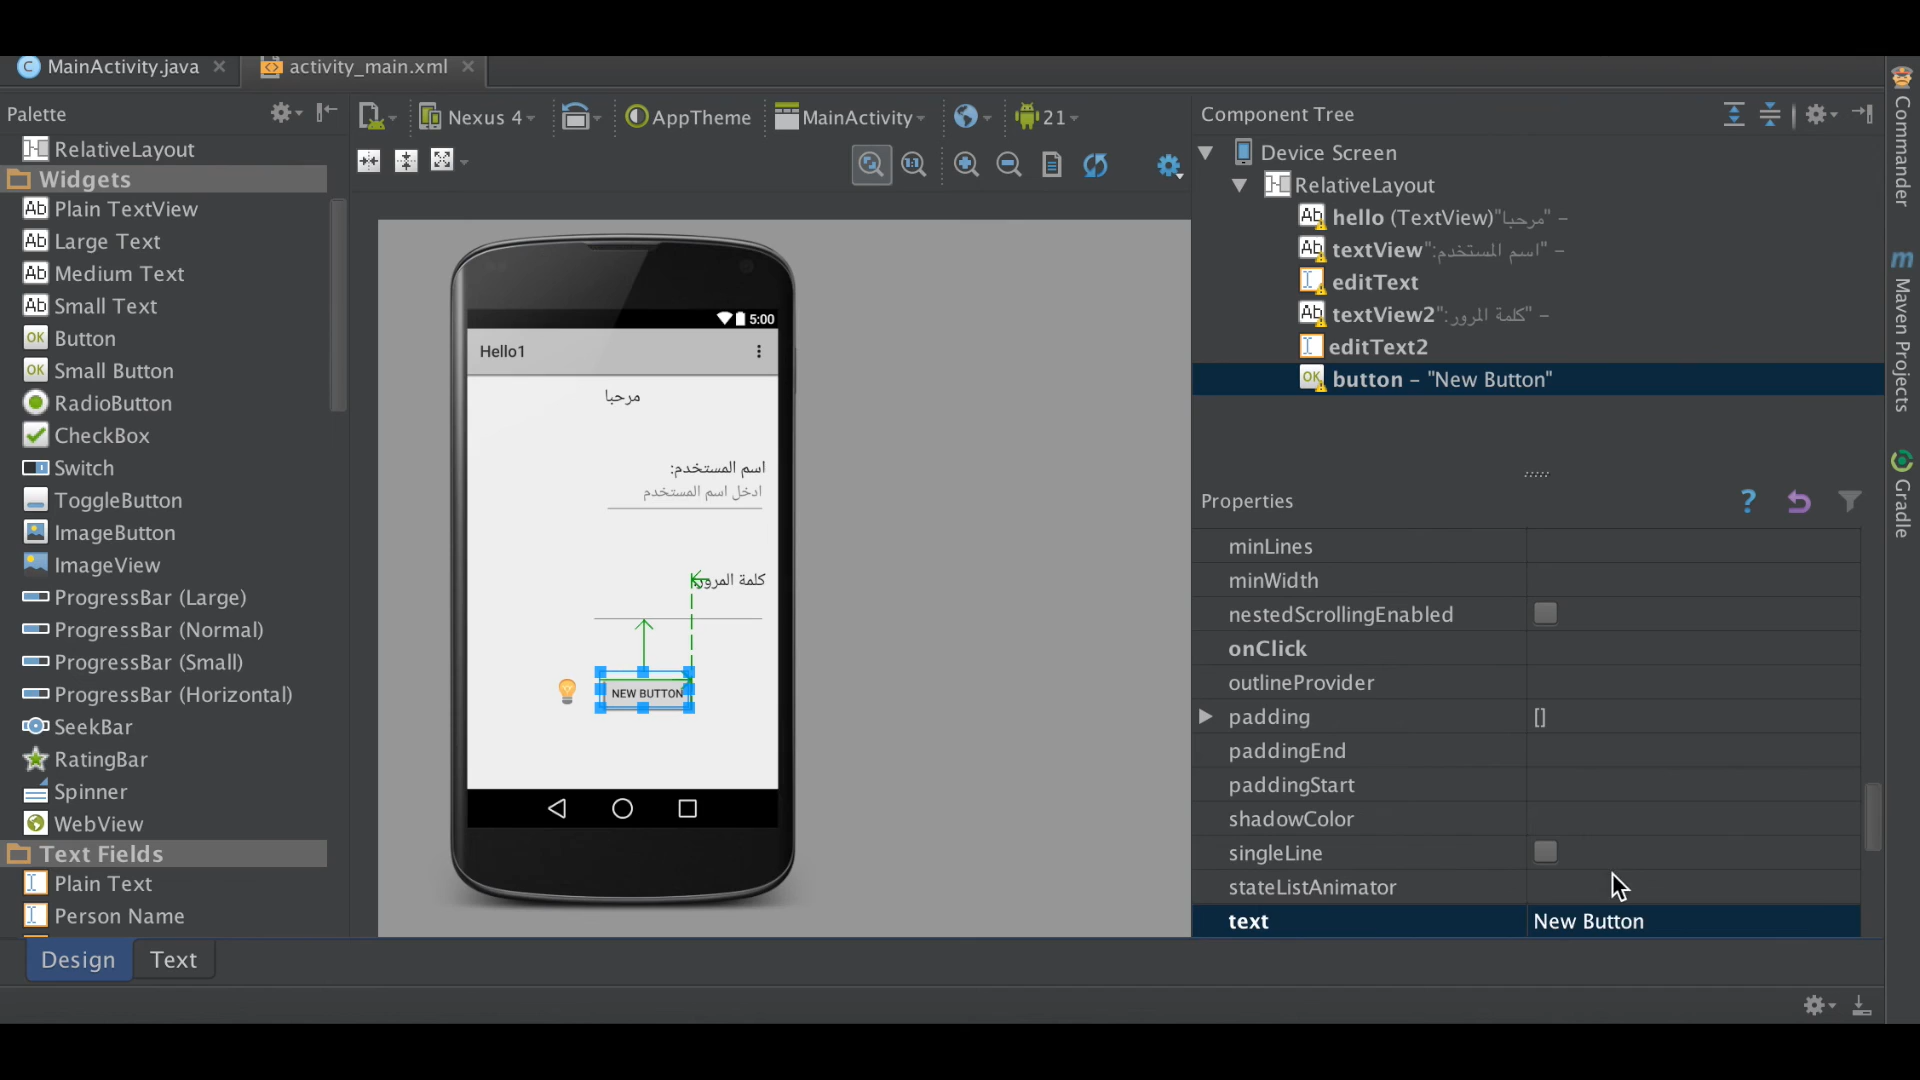 MainActivity.java
activity_main.xml
Palette
Nexus 4
AppTheme
MainActivity
21
Component Tree
RelativeLayout
Widgets
Plain TextView
Large Text
Medium Text
Small Text
Button
Small Button
RadioButton
CheckBox
Switch
ToggleButton
ImageButton
ImageView
ProgressBar (Large)
ProgressBar (Normal)
ProgressBar (Small)
ProgressBar (Horizontal)
SeekBar
RatingBar
Spinner
WebView
Text Fields
Plain Text
Person Name
Design
Text
1:1
5:00
Hello1
مرحبا
اسم المستخدم:
ادخل اسم المستخدم
كلمة المرور:
NEW BUTTON
Device Screen
RelativeLayout
hello (TextView) – "مرحبا"
textView – "اسم المستخدم:"
editText
textView2 – "كلمة المرور:"
editText2
button – "New Button"
Properties
minLines
minWidth
nestedScrollingEnabled
onClick
outlineProvider
padding []
paddingEnd
paddingStart
shadowColor
singleLine
stateListAnimator
text New Button
Commander
Maven Projects
Gradle